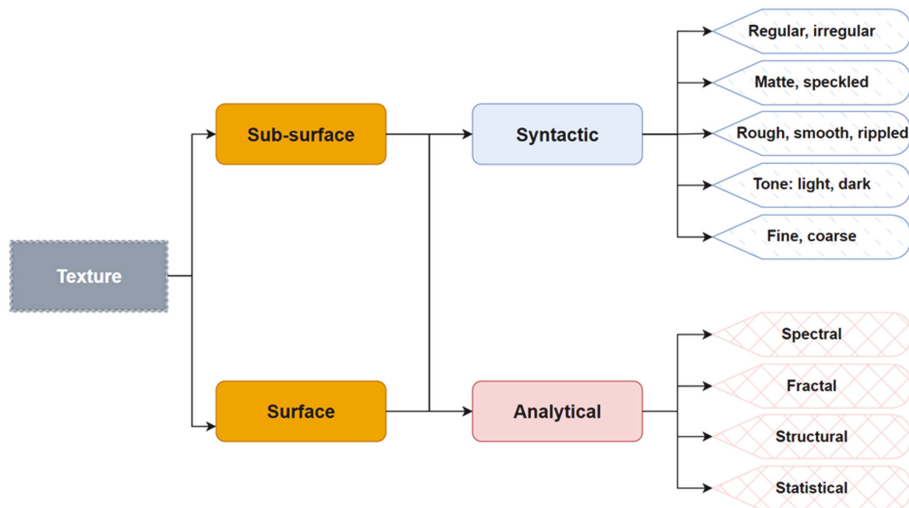 Texture
Sub-surface
Surface
Syntactic
Analytical
Regular, irregular
Matte, speckled
Rough, smooth, rippled
Tone: light, dark
Fine, coarse
Spectral
Fractal
Structural
Statistical